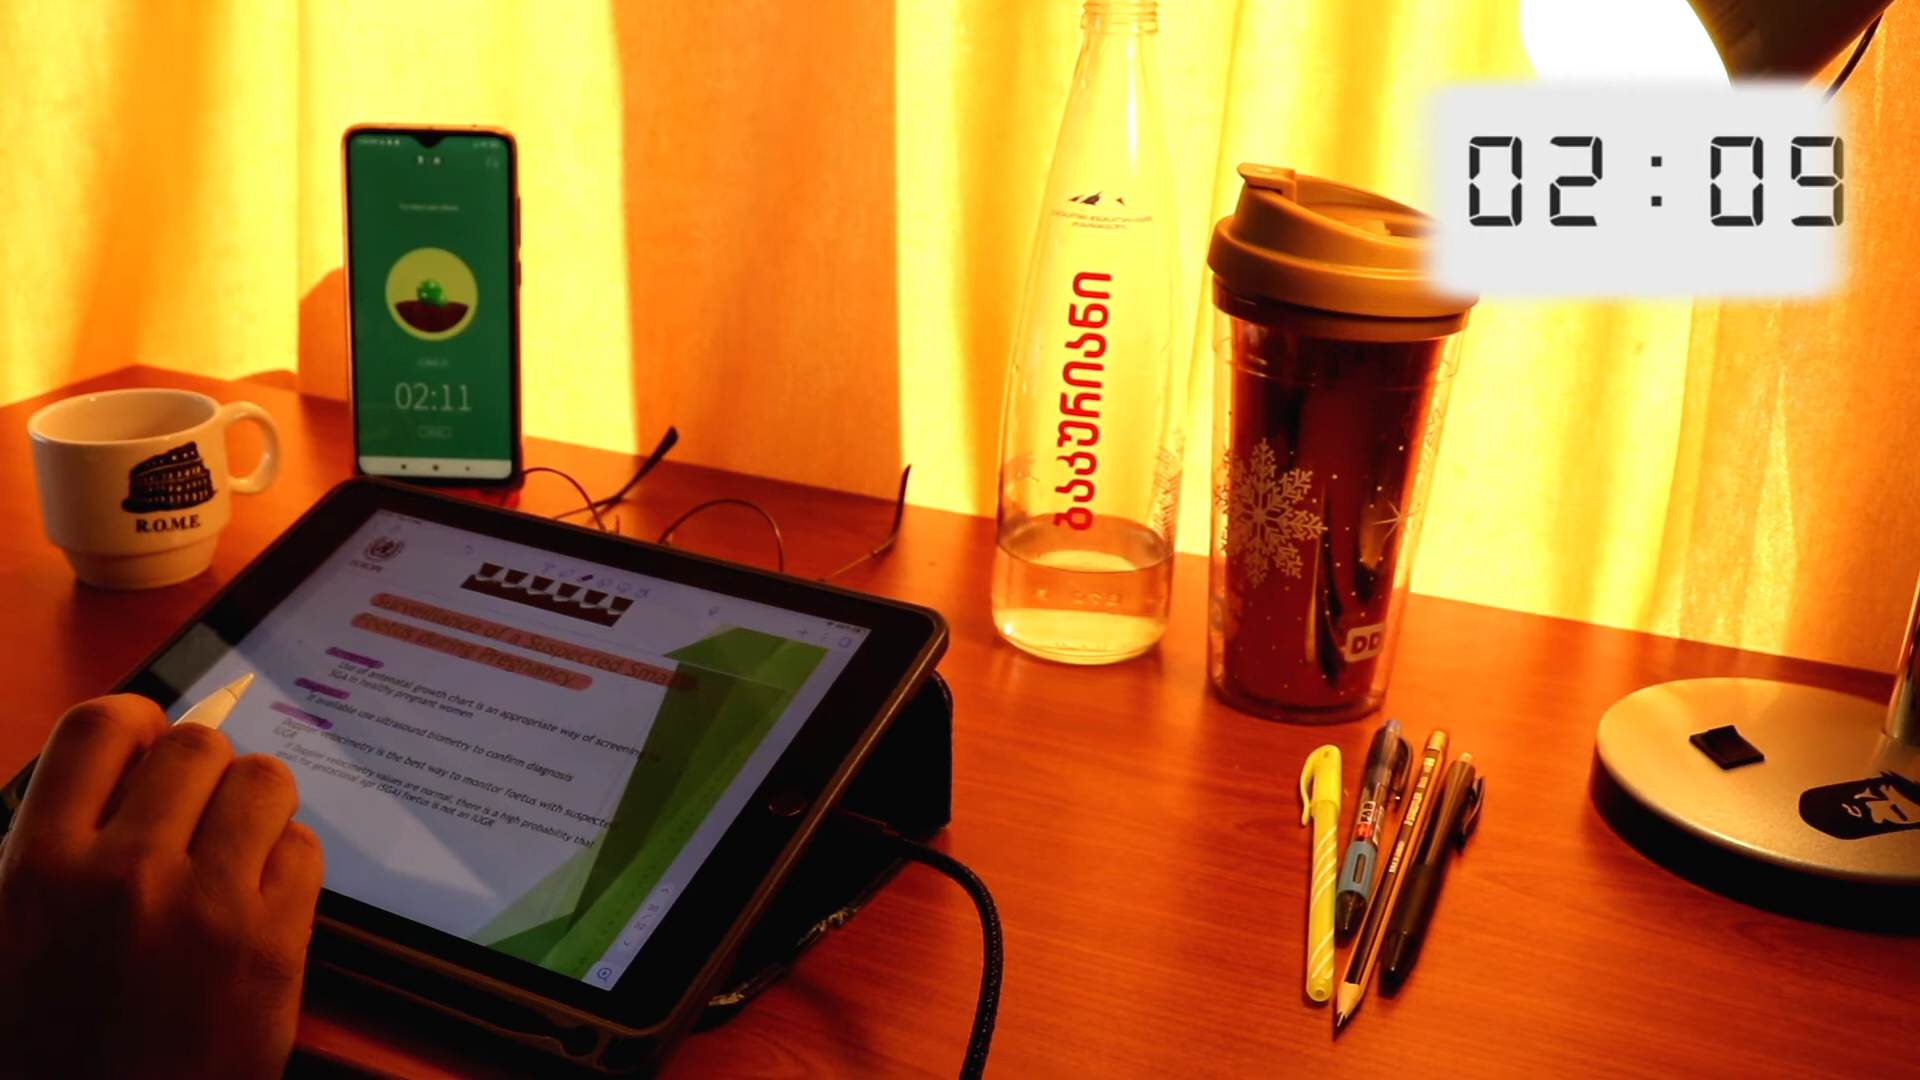 02:09
02:11
R.O.M.E.
ბაკურიანი
DD
EUROPE
Surveillance of a Suspected Small
Foetus during Pregnancy
Use of antenatal growth chart is an appropriate way of screening
SGA in healthy pregnant women
If available use ultrasound biometry to confirm diagnosis
Doppler velocimetry is the best way to monitor foetus with suspected
IUGR
If Doppler velocimetry values are normal, there is a high probability that
small for gestational age (SGA) foetus is not an IUGR